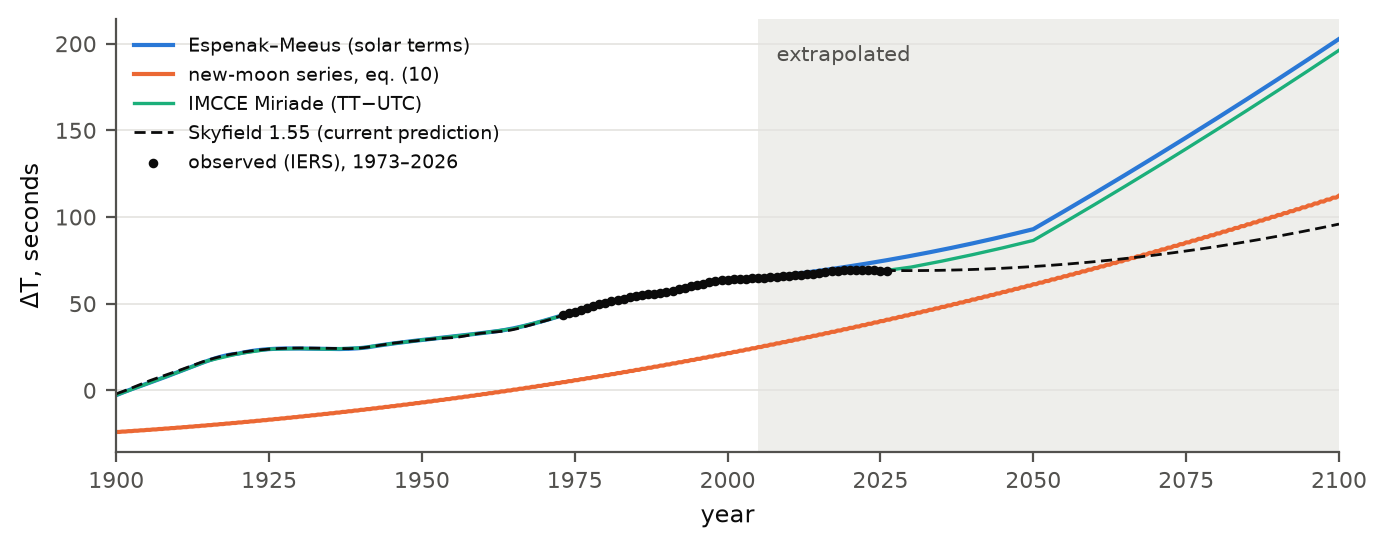 Espenak–Meeus (solar terms)
new-moon series, eq. (10)
IMCCE Miriade (TT−UTC)
Skyfield 1.55 (current prediction)
observed (IERS), 1973–2026
extrapolated
ΔT, seconds
200
150
100
50
0
1900
1925
1950
1975
2000
2025
2050
2075
2100
year